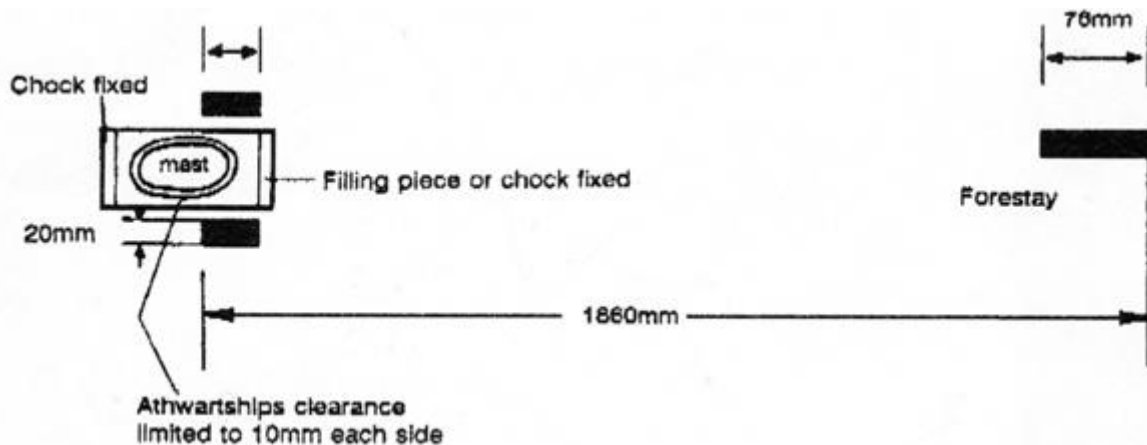 76mm
Chock fixed
mast
Filling piece or chock fixed
Forestay
20mm
1860mm
Athwartships clearance
limited to 10mm each side